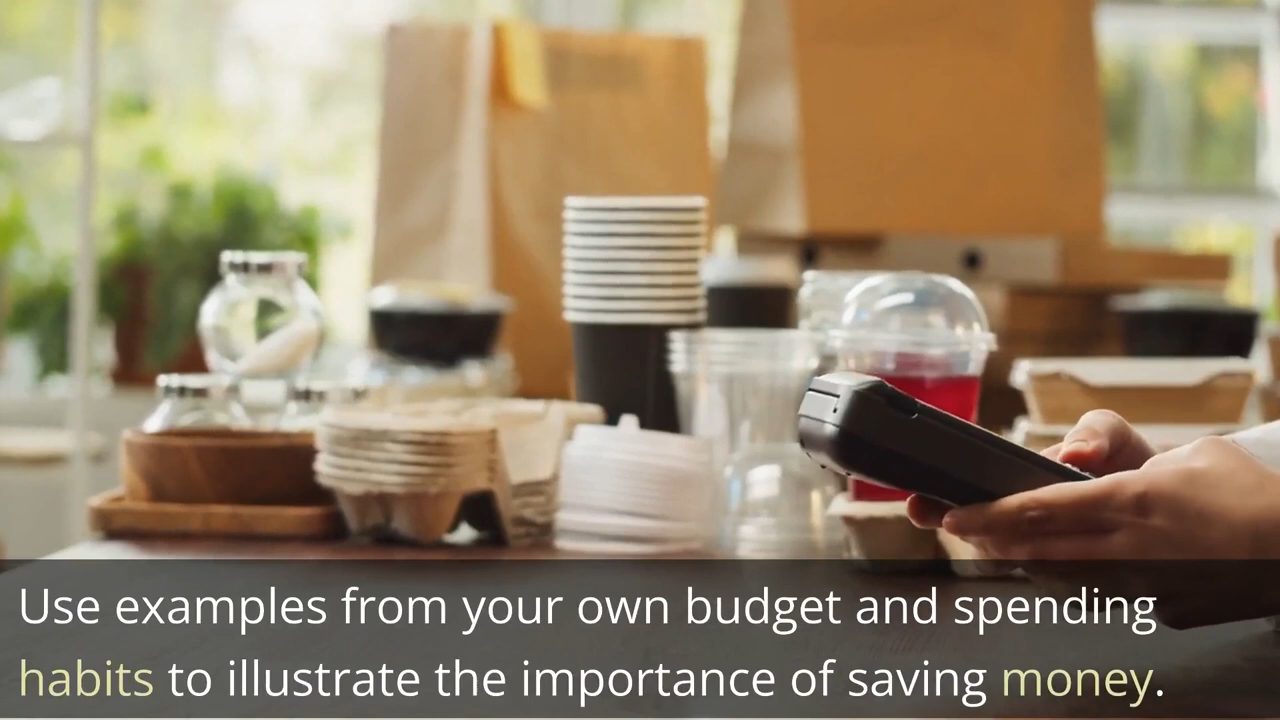 Use examples from your own budget and spending
habits to illustrate the importance of saving money.